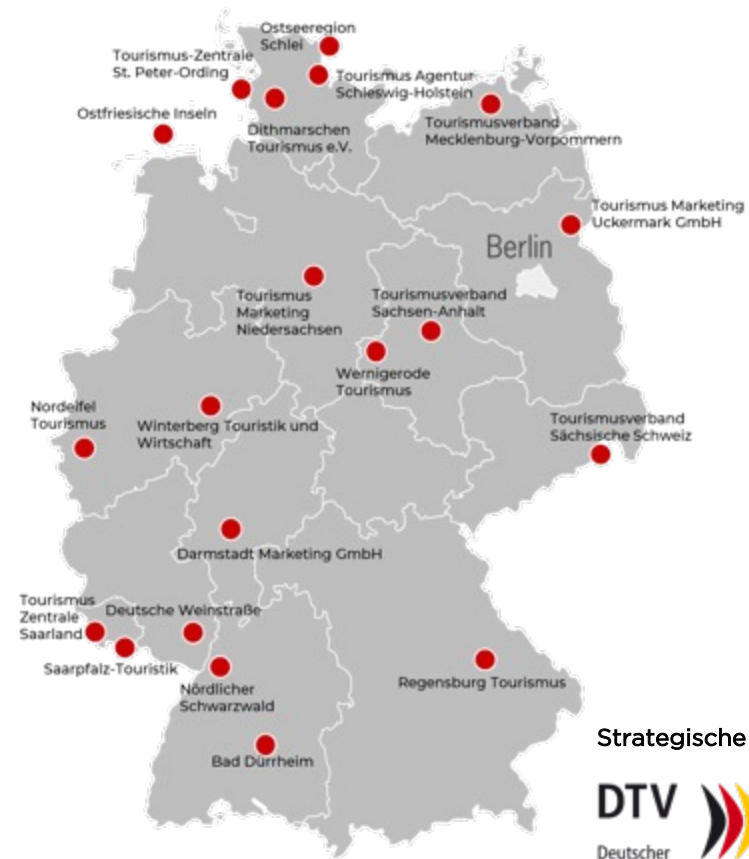 Ostseeregion
Schlei
Tourismus-Zentrale
St. Peter-Ording
Tourismus Agentur
Schleswig-Holstein
Ostfriesische Inseln
Dithmarschen
Tourismus e.V.
Tourismusverband
Mecklenburg-Vorpommern
Tourismus Marketing
Uckermark GmbH
Berlin
Tourismus
Marketing
Niedersachsen
Tourismusverband
Sachsen-Anhalt
Wernigerode
Tourismus
Nordeifel
Tourismus
Winterberg Touristik und
Wirtschaft
Tourismusverband
Sächsische Schweiz
Darmstadt Marketing GmbH
Tourismus
Zentrale
Saarland
Deutsche Weinstraße
Saarpfalz-Touristik
Nördlicher
Schwarzwald
Regensburg Tourismus
Bad Dürrheim
Strategische
DTV
Deutscher